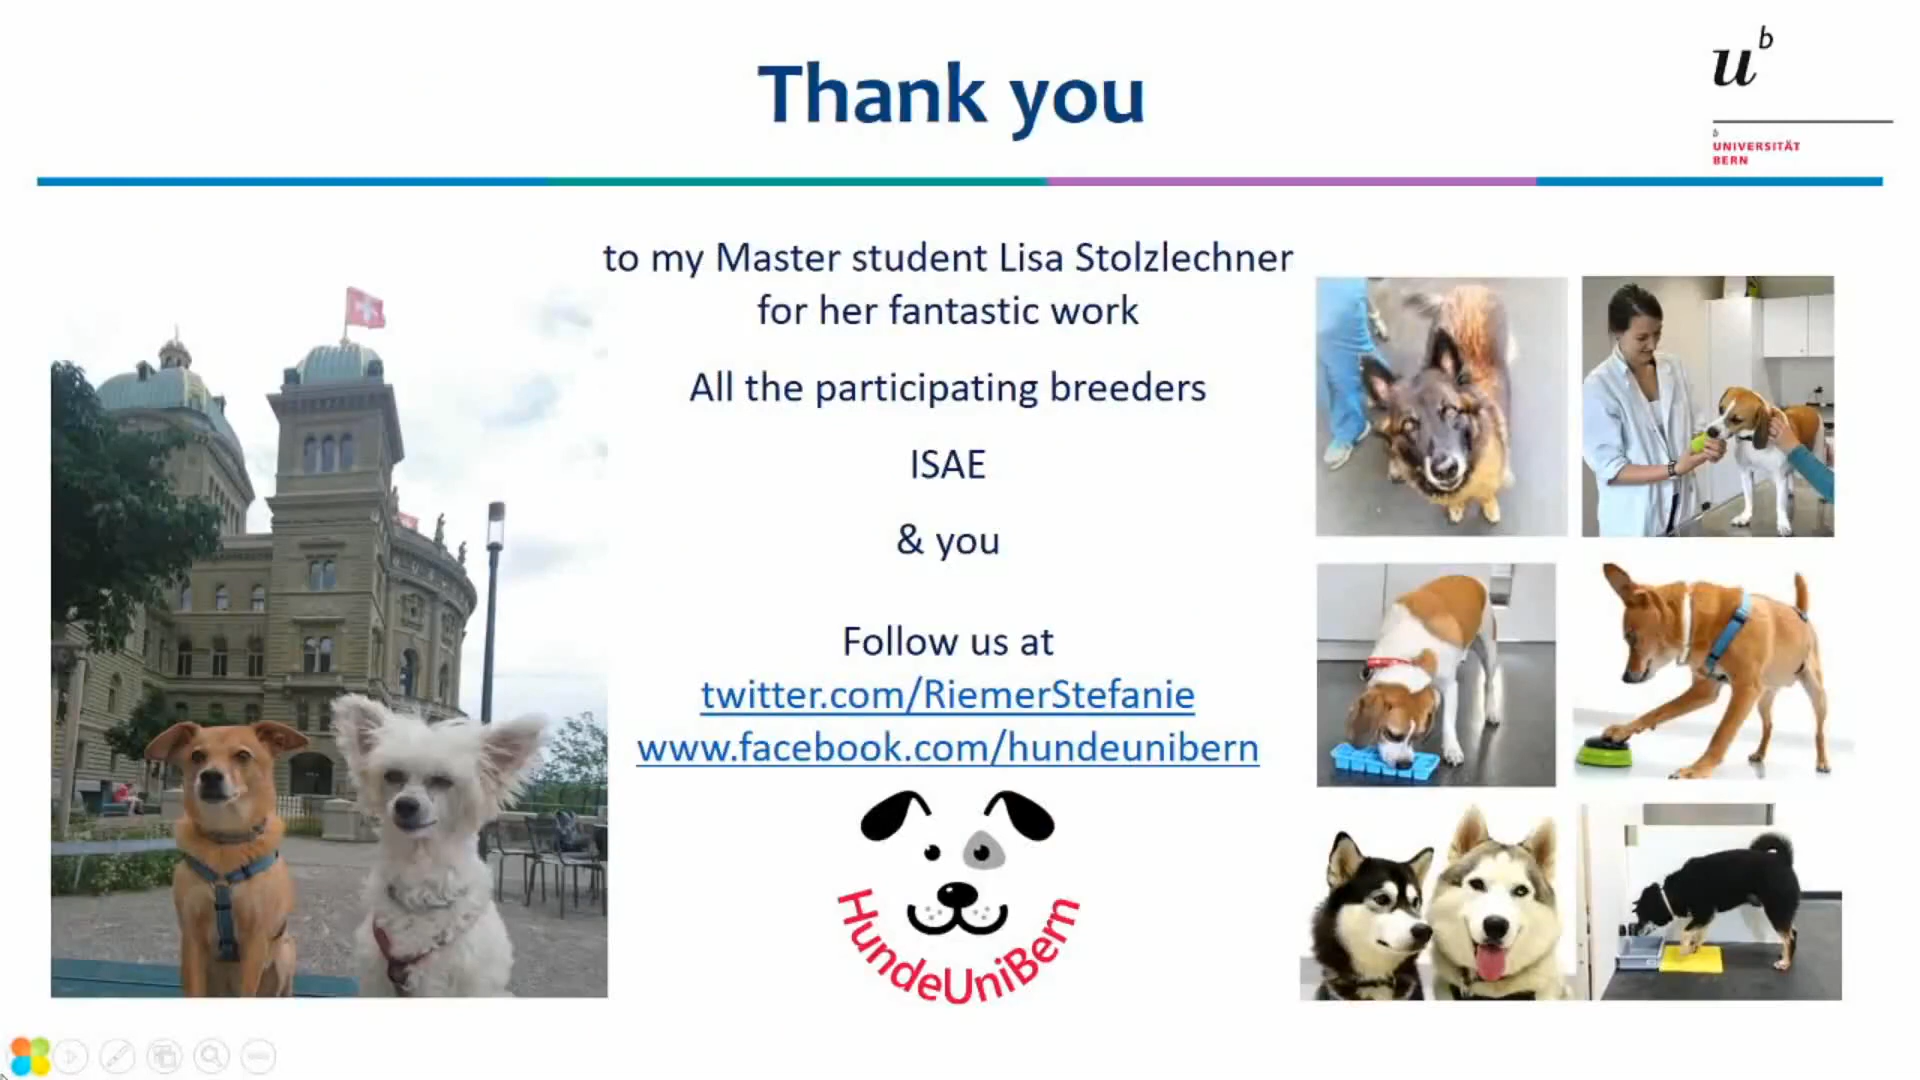 Thank you
u b
b
UNIVERSITÄT
BERN
to my Master student Lisa Stolzlechner
for her fantastic work
All the participating breeders
ISAE
& you
Follow us at
twitter.com/RiemerStefanie
www.facebook.com/hundeunibern
HundeUniBern